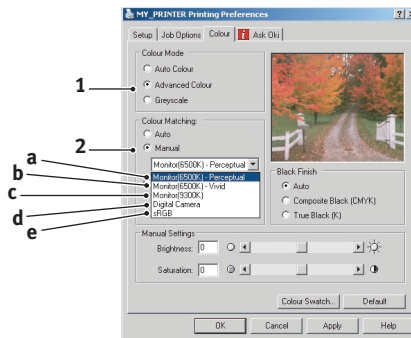 MY_PRINTER Printing Preferences ? X
Setup Job Options Colour i Ask Oki
Colour Mode
Auto Colour
1 Advanced Colour
Greyscale
Colour Matching:
Auto
2 Manual
Monitor(6500K) - Perceptual
a Monitor(6500K) - Perceptual
b Monitor(6500K) - Vivid
c Monitor(9300K)
d Digital Camera
e sRGB
Black Finish
Auto
Composite Black (CMYK)
True Black (K)
Manual Settings
Brightness: 0
Saturation: 0
Colour Swatch... Default
OK Cancel Apply Help